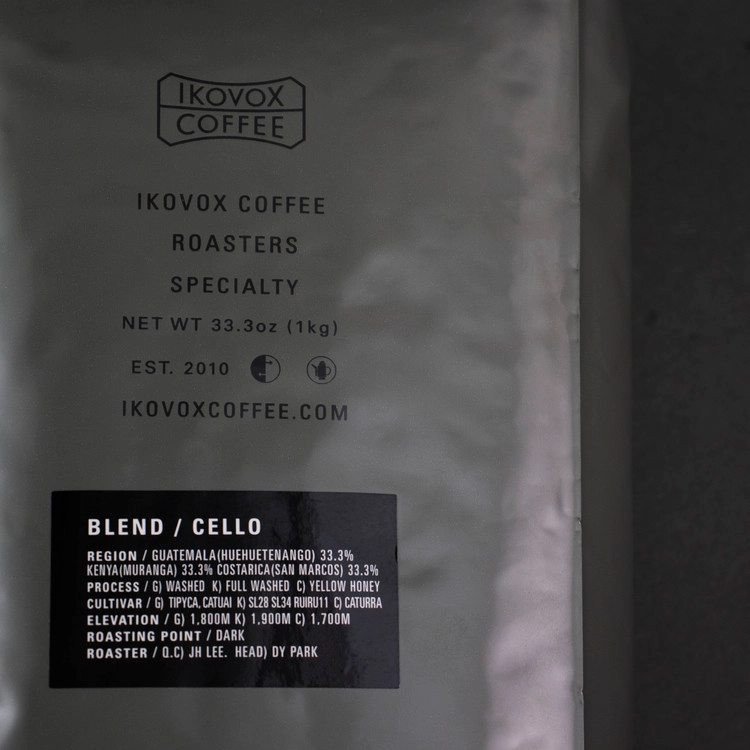 IKOVOX
COFFEE
IKOVOX COFFEE
ROASTERS
SPECIALTY
NET WT 33.3oz (1kg)
EST. 2010
IKOVOXCOFFEE.COM
BLEND / CELLO
REGION / GUATEMALA(HUEHUETENANGO) 33.3%
KENYA(MURANGA) 33.3% COSTARICA(SAN MARCOS) 33.3%
PROCESS / G) WASHED K) FULL WASHED C) YELLOW HONEY
CULTIVAR / G) TIPYCA, CATUAI K) SL28 SL34 RUIRU11 C) CATURRA
ELEVATION / G) 1,800M K) 1,900M C) 1,700M
ROASTING POINT / DARK
ROASTER / Q.C) JH LEE. HEAD) DY PARK